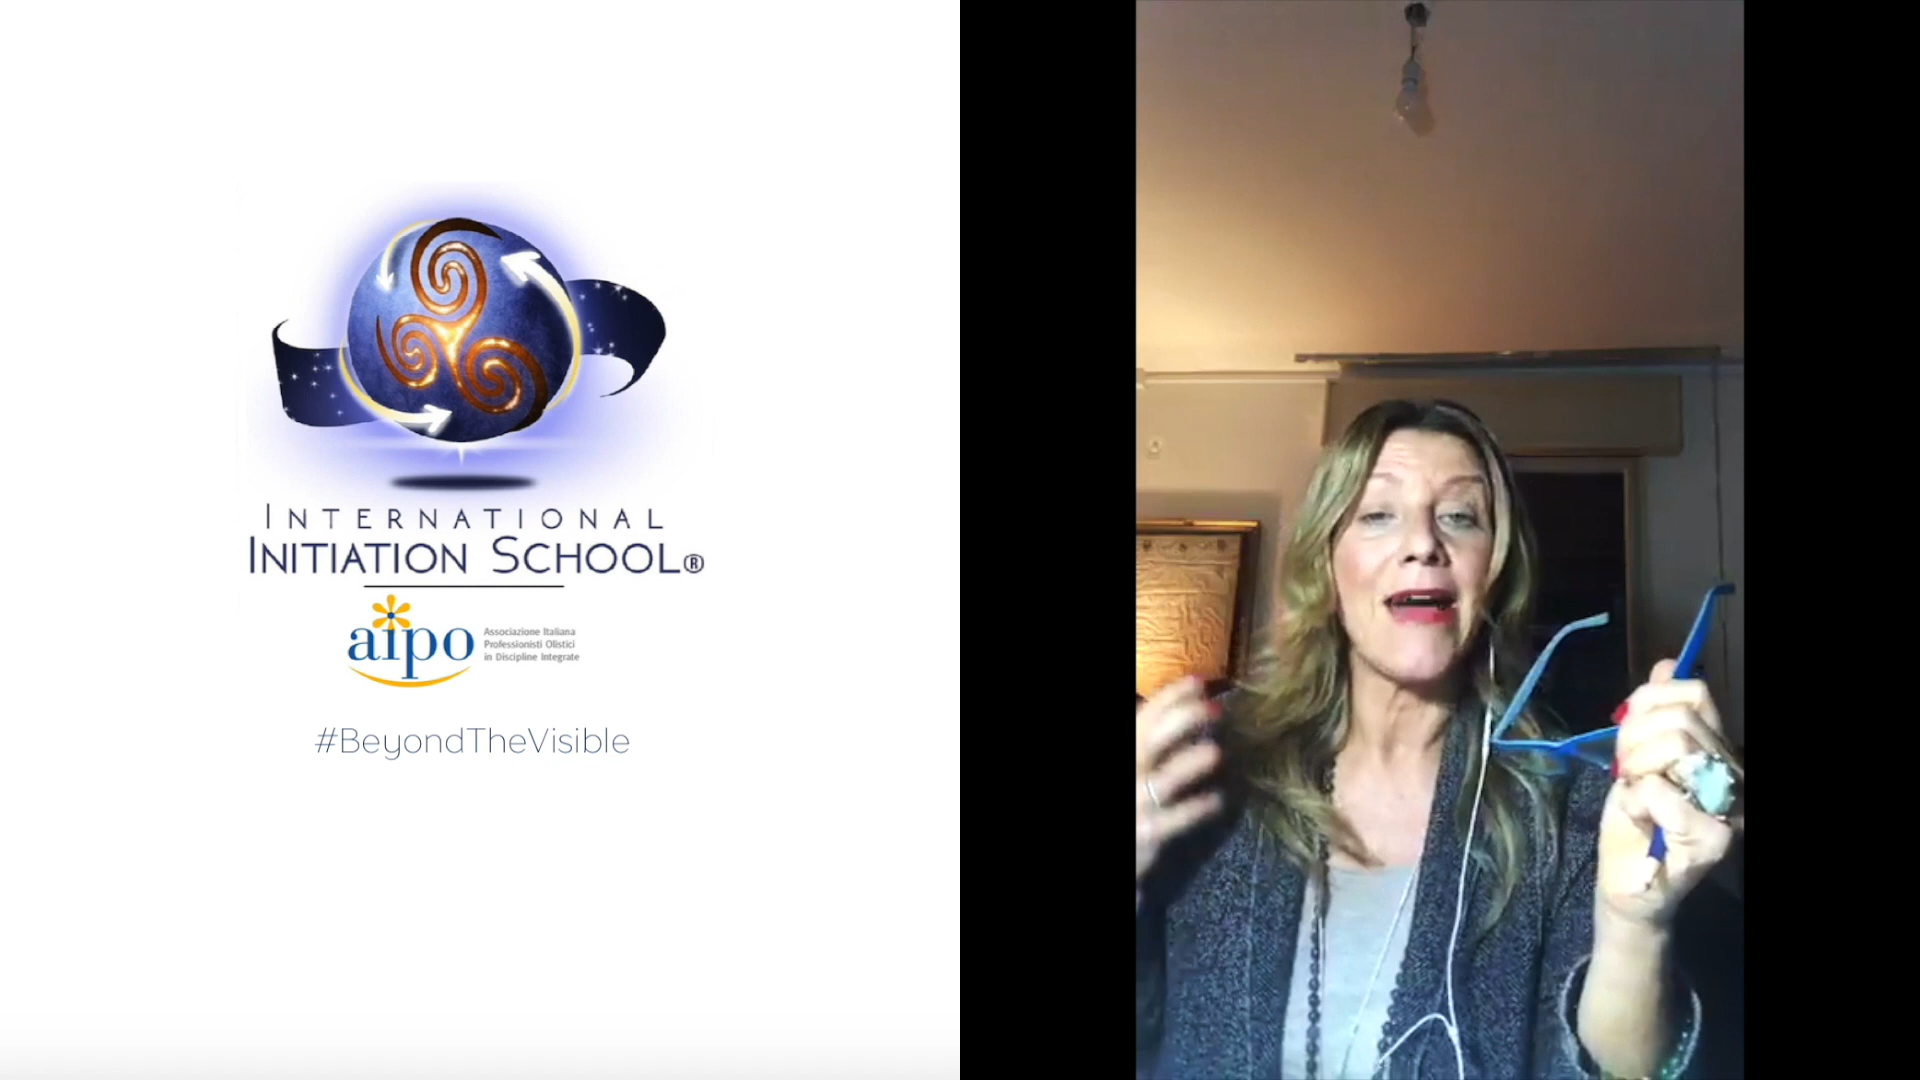 INTERNATIONAL
INITIATION SCHOOL®
aipo
Associazione Italiana
Professionisti Olistici
in Discipline Integrate
#BeyondTheVisible